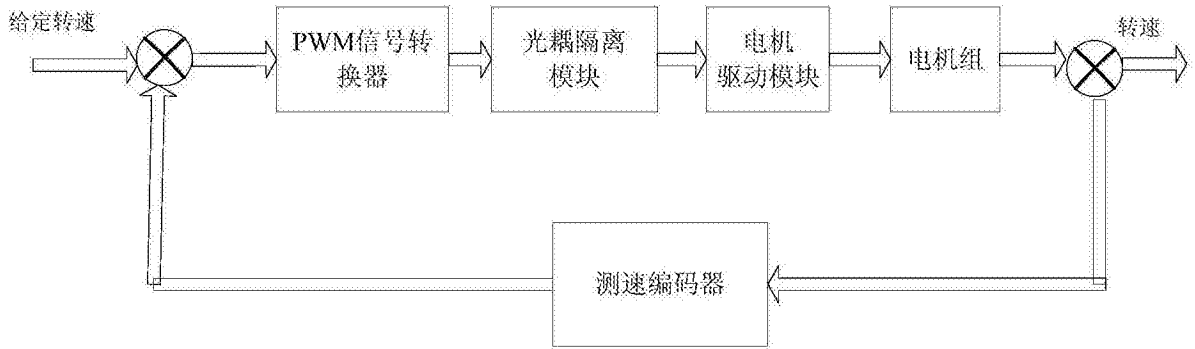 给定转速
PWM信号转
换器
光耦隔离
模块
电机
驱动模块
电机组
转速
测速编码器